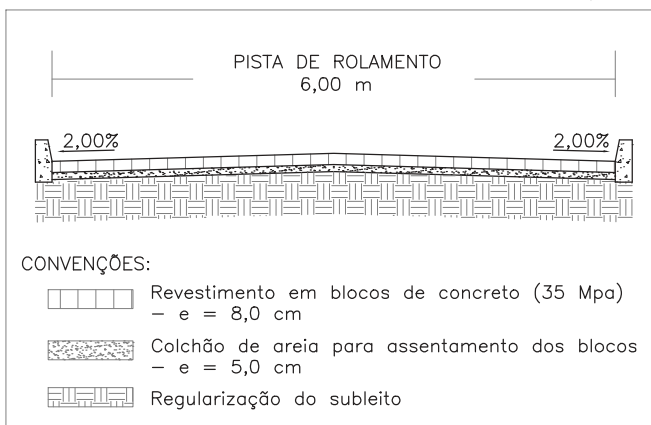 PISTA DE ROLAMENTO
6,00 m
2,00%
2,00%
CONVENÇÕES:
Revestimento em blocos de concreto (35 Mpa)
– e = 8,0 cm
Colchão de areia para assentamento dos blocos
– e = 5,0 cm
Regularização do subleito